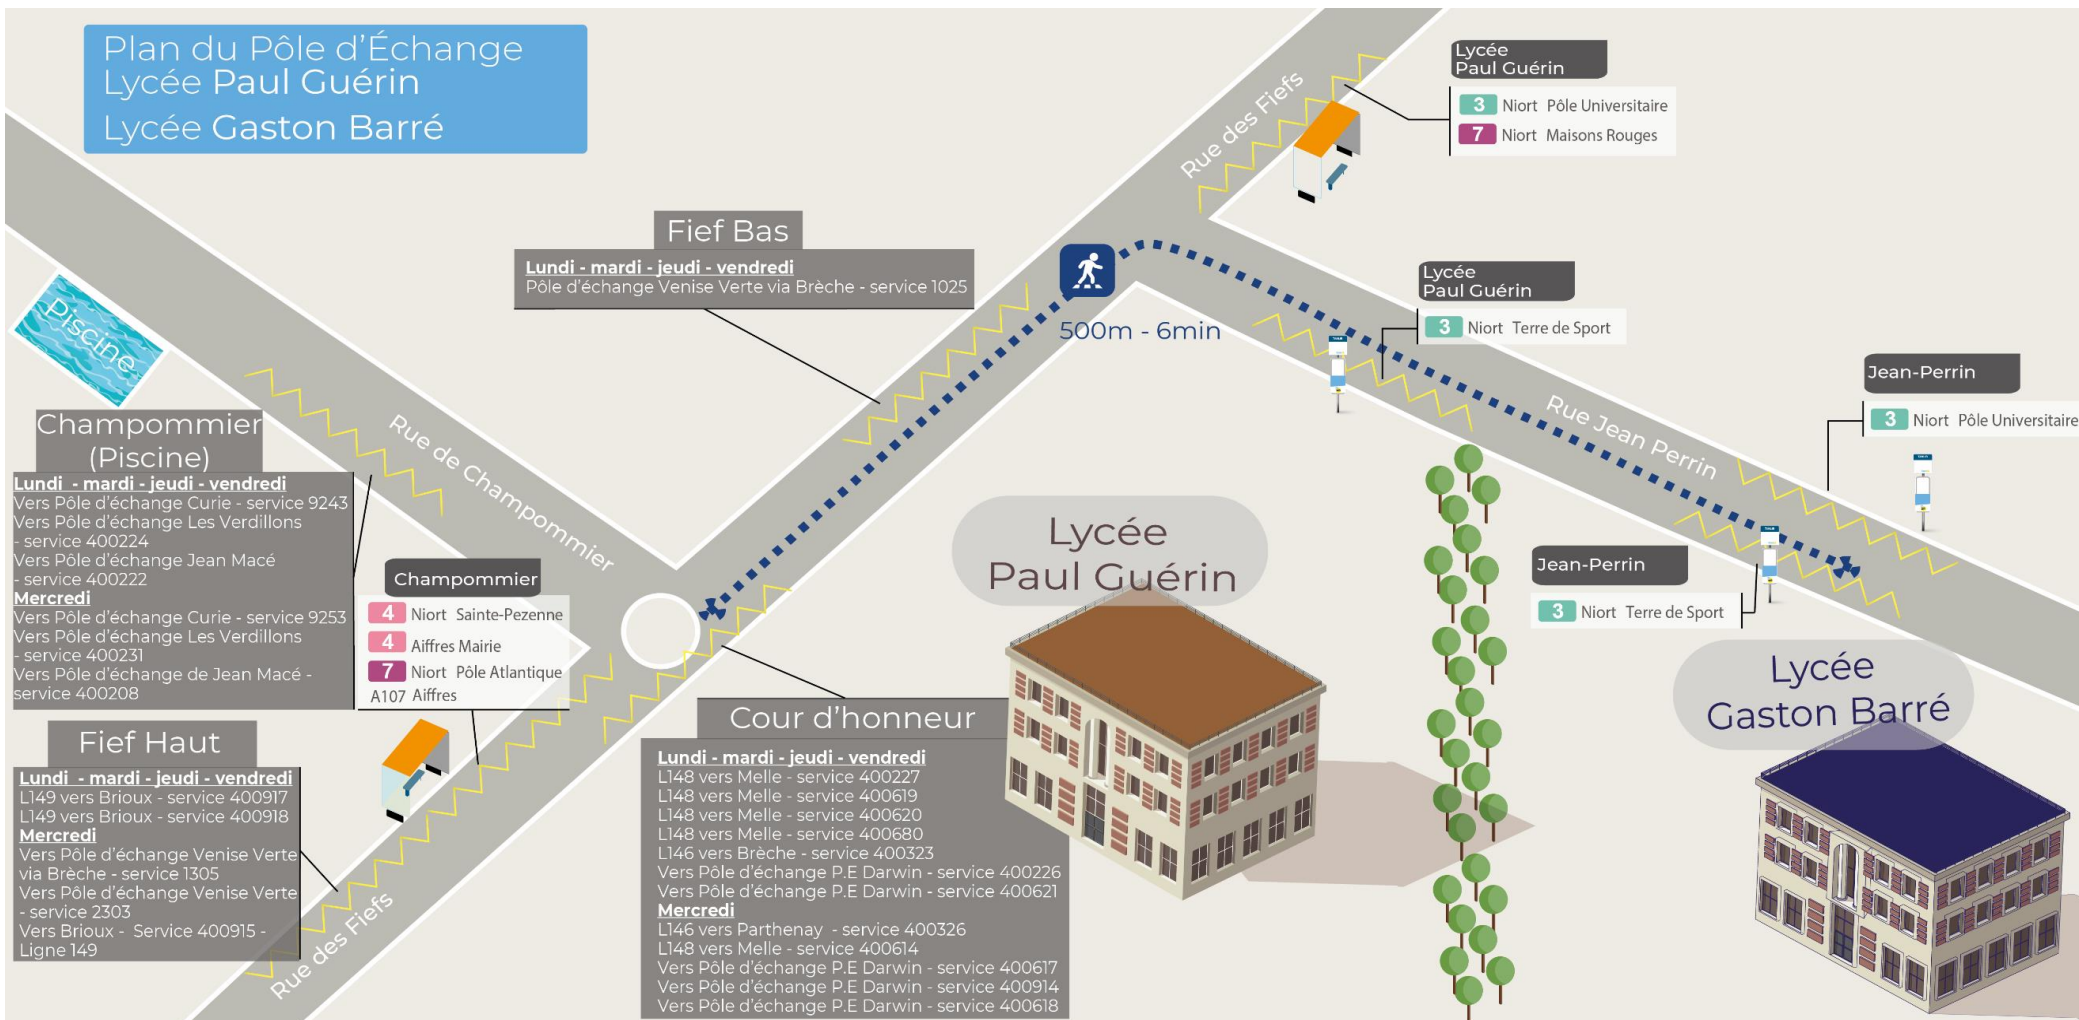 Plan du Pôle d'Échange
Lycée Paul Guérin
Lycée Gaston Barré
Lycée
Paul Guérin
3 Niort Pôle Universitaire
7 Niort Maisons Rouges
Rue des Fiefs
Fief Bas
Lundi - mardi - jeudi - vendredi
Pôle d'échange Venise Verte via Brèche - service 1025
500m - 6min
Lycée
Paul Guérin
3 Niort Terre de Sport
Rue Jean Perrin
Jean-Perrin
3 Niort Pôle Universitaire
Jean-Perrin
3 Niort Terre de Sport
Piscine
Rue de Champommier
Champommier
(Piscine)
Lundi - mardi - jeudi - vendredi
Vers Pôle d'échange Curie - service 9243
Vers Pôle d'échange Les Verdillons
- service 400224
Vers Pôle d'échange Jean Macé
- service 400222
Mercredi
Vers Pôle d'échange Curie - service 9253
Vers Pôle d'échange Les Verdillons
- service 400231
Vers Pôle d'échange de Jean Macé -
service 400208
Champommier
4 Niort Sainte-Pezenne
4 Aiffres Mairie
7 Niort Pôle Atlantique
A107 Aiffres
Fief Haut
Lundi - mardi - jeudi - vendredi
L149 vers Brioux - service 400917
L149 vers Brioux - service 400918
Mercredi
Vers Pôle d'échange Venise Verte
via Brèche - service 1305
Vers Pôle d'échange Venise Verte
- service 2303
Vers Brioux - Service 400915 -
Ligne 149
Rue des Fiefs
Cour d'honneur
Lundi - mardi - jeudi - vendredi
L148 vers Melle - service 400227
L148 vers Melle - service 400619
L148 vers Melle - service 400620
L148 vers Melle - service 400680
L146 vers Brèche - service 400323
Vers Pôle d'échange P.E Darwin - service 400226
Vers Pôle d'échange P.E Darwin - service 400621
Mercredi
L146 vers Parthenay - service 400326
L148 vers Melle - service 400614
Vers Pôle d'échange P.E Darwin - service 400617
Vers Pôle d'échange P.E Darwin - service 400914
Vers Pôle d'échange P.E Darwin - service 400618
Lycée
Paul Guérin
Lycée
Gaston Barré